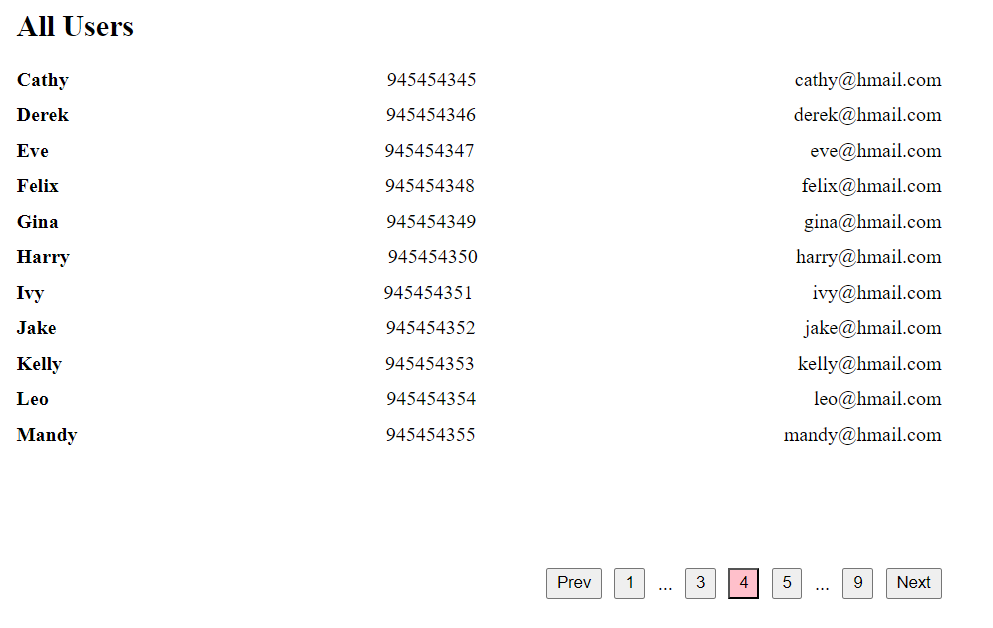 All Users
Cathy 945454345 cathy@hmail.com
Derek 945454346 derek@hmail.com
Eve 945454347 eve@hmail.com
Felix 945454348 felix@hmail.com
Gina 945454349 gina@hmail.com
Harry 945454350 harry@hmail.com
Ivy 945454351 ivy@hmail.com
Jake 945454352 jake@hmail.com
Kelly 945454353 kelly@hmail.com
Leo 945454354 leo@hmail.com
Mandy 945454355 mandy@hmail.com
Prev 1 ... 3 4 5 ... 9 Next